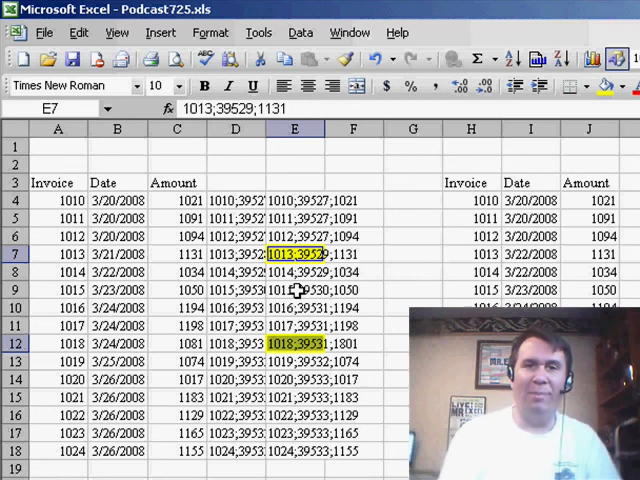 Microsoft Excel - Podcast725.xls
File Edit View Insert Format Tools Data Window Help
Times New Roman 10 B I U $ % ,
E7 fx 1013;39529;1131
A B C D E F G H I J
1
2
3 Invoice Date Amount Invoice Date Amount
4 1010 3/20/2008 1021 1010;3952 1010;39527;1021 1010 3/20/2008 1021
5 1011 3/20/2008 1091 1011;3952 1011;39527;1091 1011 3/20/2008 1091
6 1012 3/20/2008 1094 1012;3952 1012;39527;1094 1012 3/20/2008 1094
7 1013 3/21/2008 1131 1013;3952 1013;39529;1131 1013 3/22/2008 1131
8 1014 3/22/2008 1034 1014;3952 1014;39529;1034 1014 3/22/2008 1034
9 1015 3/23/2008 1050 1015;3953 1015;39530;1050 1015 3/23/2008 1050
10 1016 3/24/2008 1194 1016;3953 1016;39531;1194 1016 3/24/2008
11 1017 3/24/2008 1198 1017;3953 1017;39531;1198
12 1018 3/24/2008 1081 1018;3953 1018;39531;1801
13 1019 3/25/2008 1074 1019;3953 1019;39532;1074
14 1020 3/26/2008 1017 1020;3953 1020;39533;1017
15 1021 3/26/2008 1183 1021;3953 1021;39533;1183
16 1022 3/26/2008 1129 1022;3953 1022;39533;1129
17 1023 3/26/2008 1165 1023;3953 1023;39533;1165
18 1024 3/26/2008 1155 1024;3953 1024;39533;1155
19
LIVE
MR EXCEL